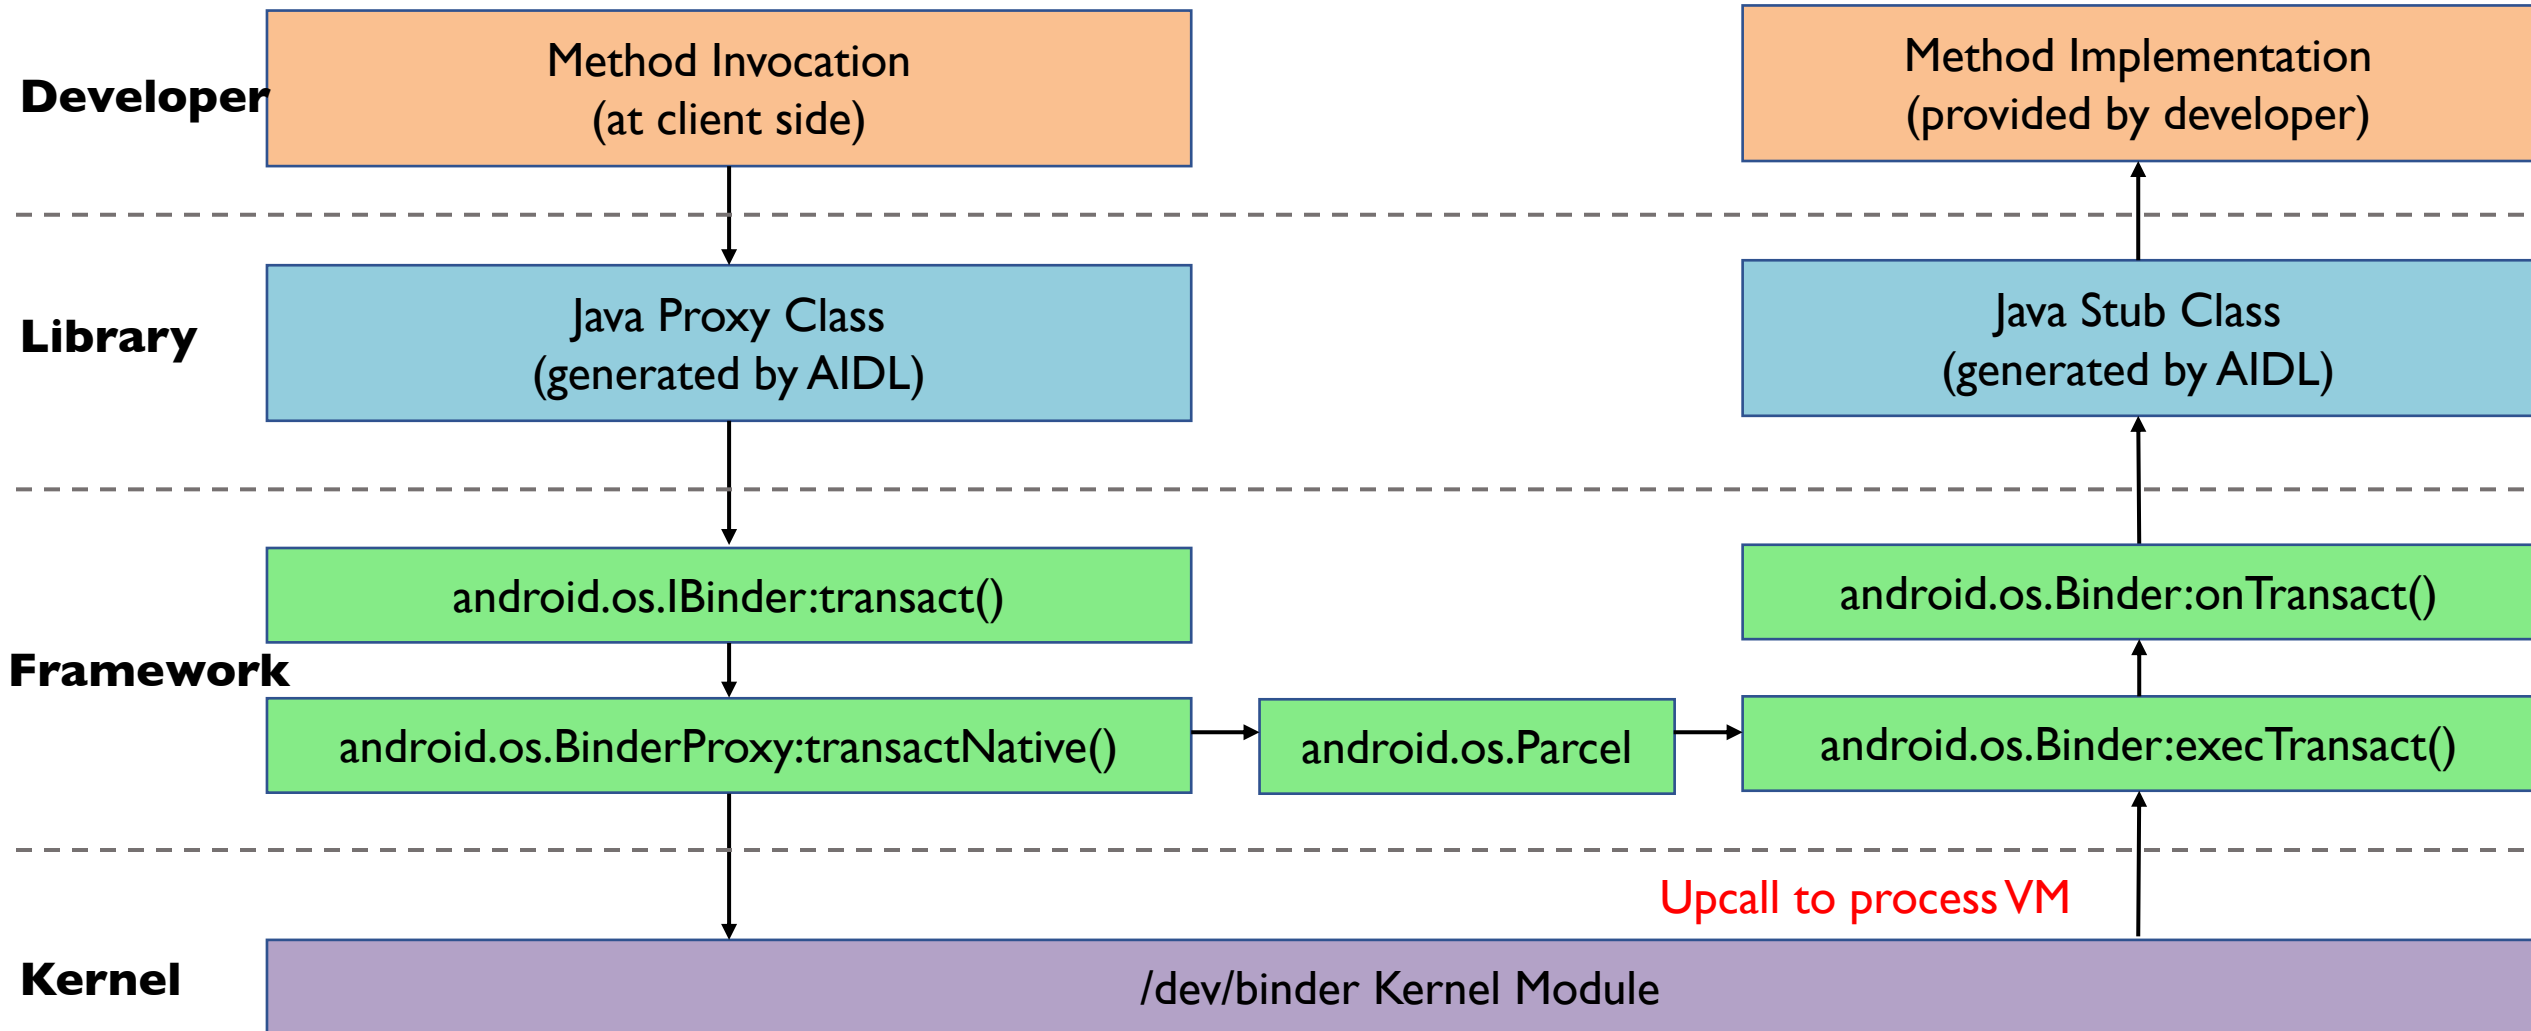 Developer
Method Invocation
(at client side)
Method Implementation
(provided by developer)
Library
Java Proxy Class
(generated by AIDL)
Java Stub Class
(generated by AIDL)
Framework
android.os.IBinder:transact()
android.os.Binder:onTransact()
android.os.BinderProxy:transactNative()
android.os.Parcel
android.os.Binder:execTransact()
Upcall to process VM
Kernel
/dev/binder Kernel Module